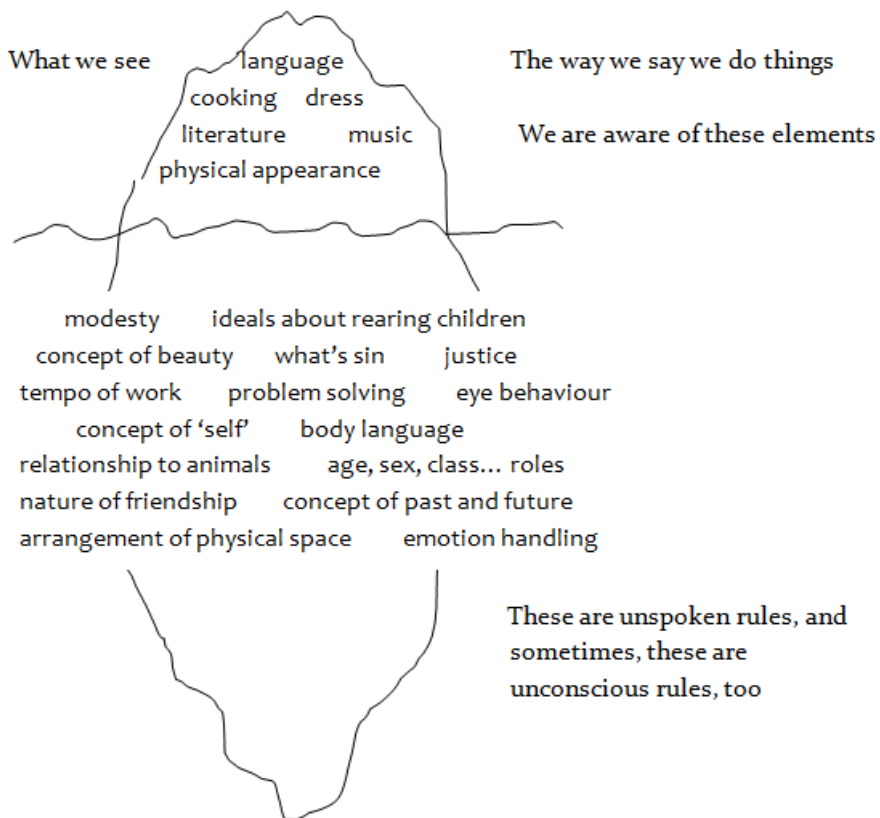 What we see language The way we say we do things
cooking dress
literature music We are aware of these elements
physical appearance
modesty ideals about rearing children
concept of beauty what's sin justice
tempo of work problem solving eye behaviour
concept of ‘self’ body language
relationship to animals age, sex, class... roles
nature of friendship concept of past and future
arrangement of physical space emotion handling
These are unspoken rules, and
sometimes, these are
unconscious rules, too